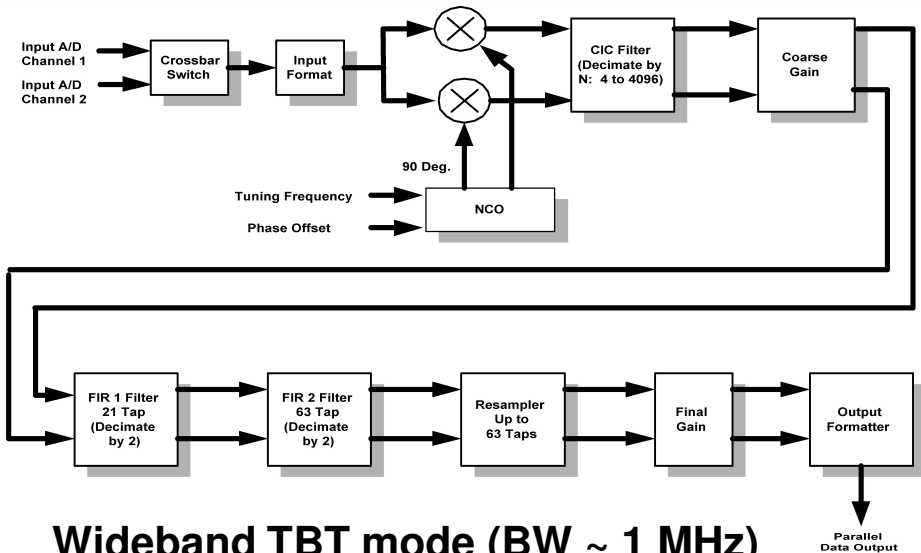 Input A/D
Channel 1
Input A/D
Channel 2
Crossbar
Switch
Input
Format
CIC Filter
(Decimate by
N: 4 to 4096)
Coarse
Gain
90 Deg.
Tuning Frequency
Phase Offset
NCO
FIR 1 Filter
21 Tap
(Decimate
by 2)
FIR 2 Filter
63 Tap
(Decimate
by 2)
Resampler
Up to
63 Taps
Final
Gain
Output
Formatter
Parallel
Data Output
Wideband TBT mode (BW ~ 1 MHz)